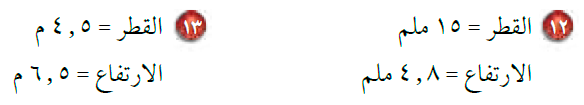 ١٢ القطر = ١٥ ملم
الارتفاع = ٤,٨ ملم
١٣ القطر = ٤,٥ م
الارتفاع = ٦,٥ م